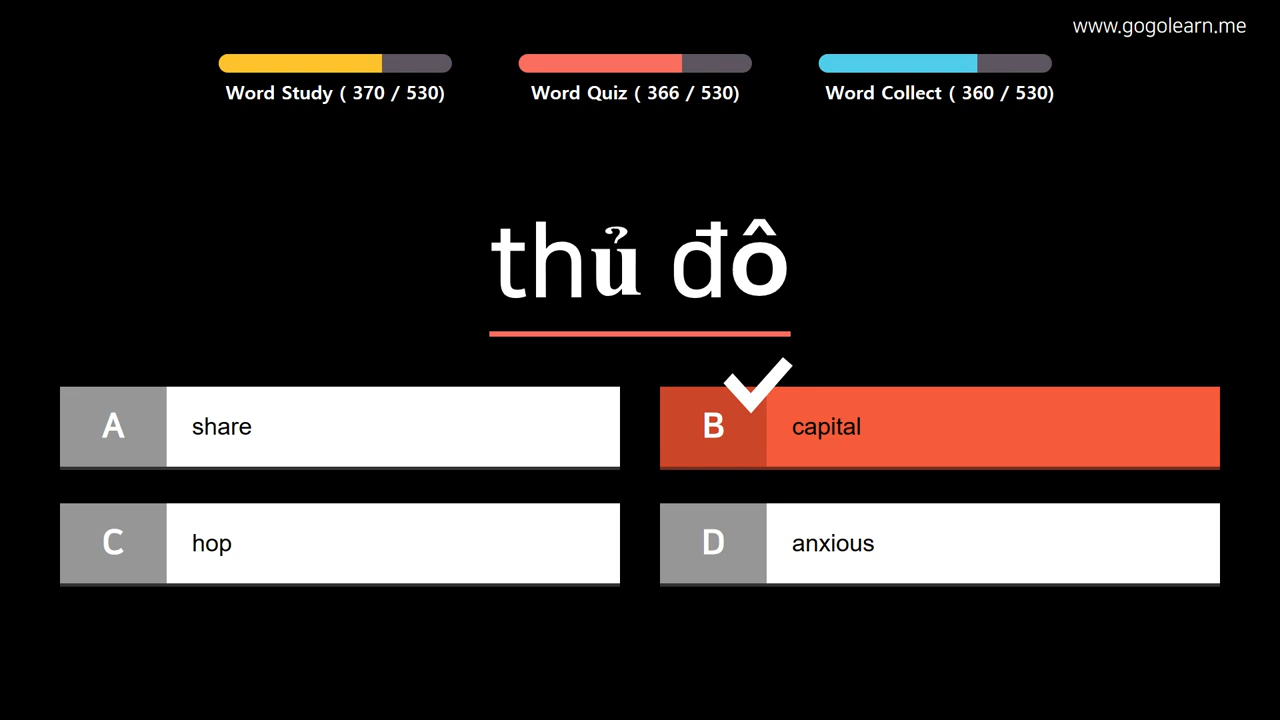 www.gogolearn.me
Word Study ( 370 / 530)
Word Quiz ( 366 / 530)
Word Collect ( 360 / 530)
thủ đô
A share
B capital
C hop
D anxious